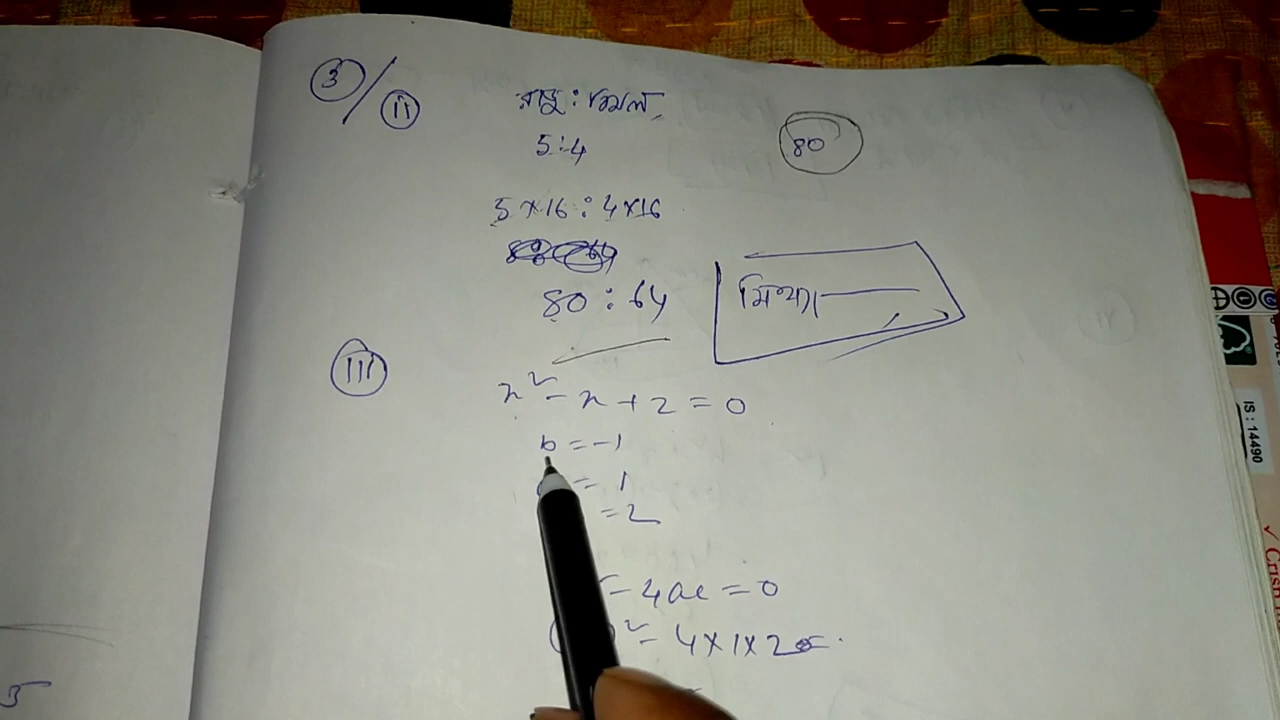 3/ii
রাজু : কমল
5:4
80
5×16 : 4×16
80 : 64
মিথ্যা
III
x² - x + 2 = 0
b = -1
= 1
= 2
- 4ac = 0
² - 4×1×2
IS : 14490
5